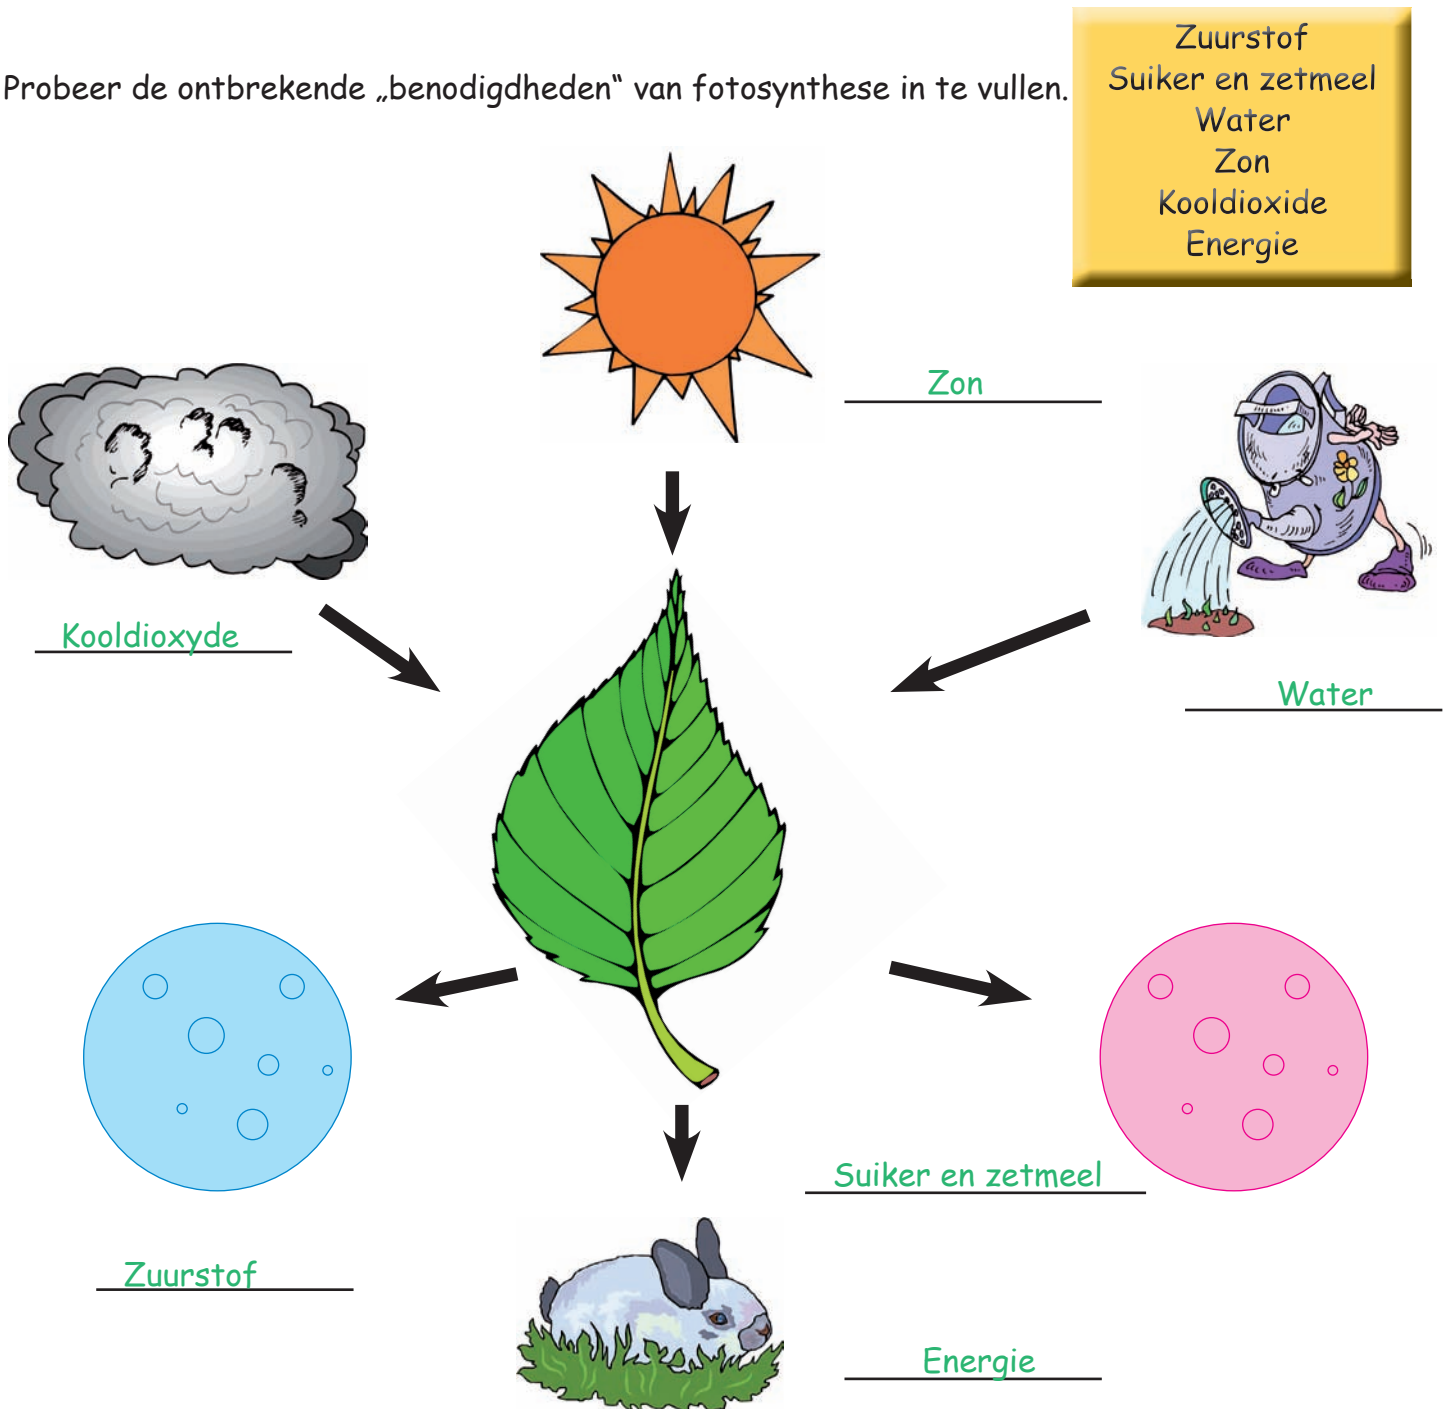 Probeer de ontbrekende „benodigdheden“ van fotosynthese in te vullen.
Zuurstof
Suiker en zetmeel
Water
Zon
Kooldioxide
Energie
Zon
Kooldioxyde
Water
Suiker en zetmeel
Zuurstof
Energie